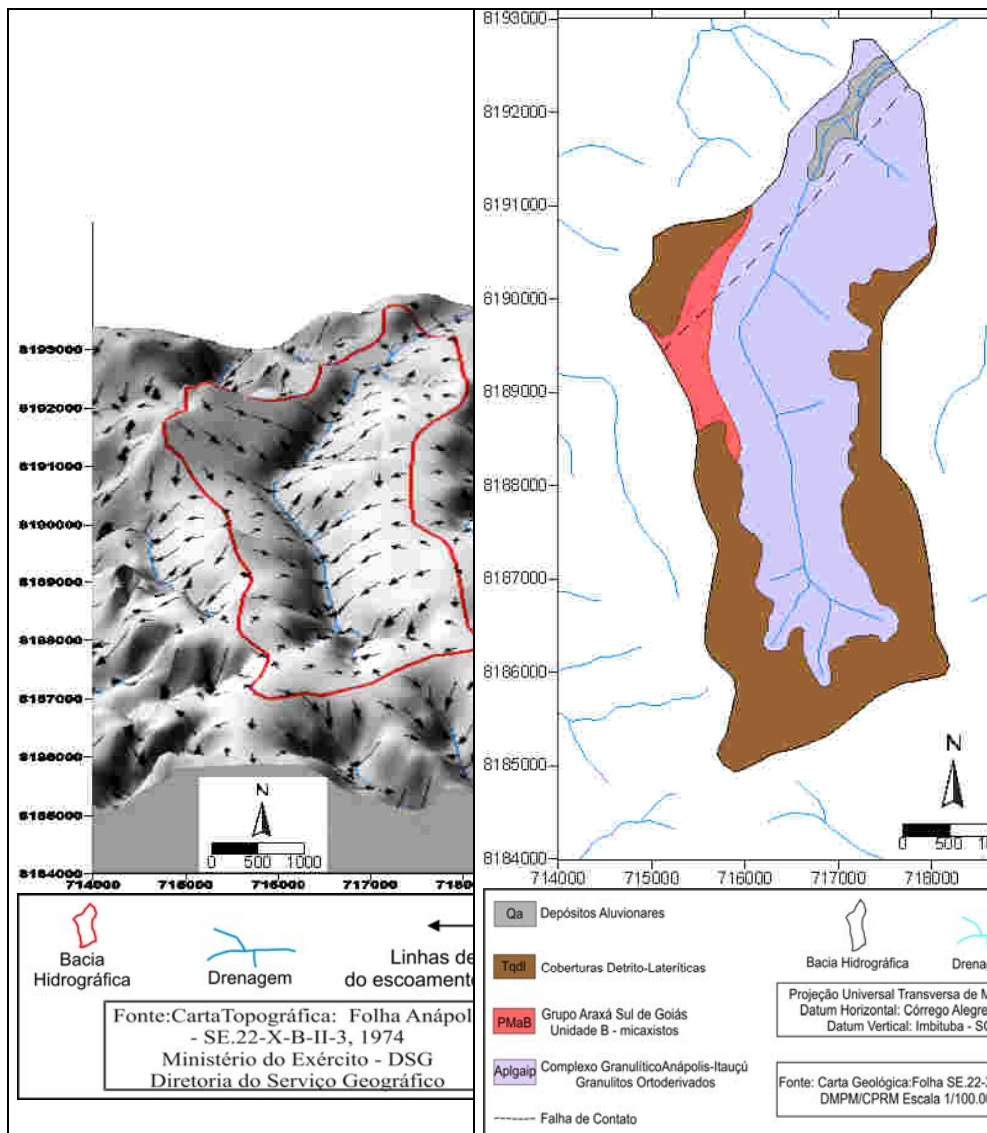 8193000
8192000
8191000
8190000
8189000
8188000
8187000
8186000
8185000
8184000
714000
715000
716000
717000
N
0
500
1000
Bacia
Hidrográfica
Drenagem
Linhas de
do escoament
Fonte:CartaTopográfica: Folha Anápol
- SE.22-X-B-II-3, 1974
Ministério do Exército - DSG
Diretoria do Serviço Geográfico
8193000
8192000
8191000
8190000
8189000
8188000
8187000
8186000
8185000
8184000
714000
715000
716000
717000
718000
N
0
500
Qa
Depósitos Aluvionares
Tqdl
Coberturas Detrito-Lateríticas
PMaB
Grupo Araxá Sul de Goiás
Unidade B - micaxistos
Aplgaip
Complexo GranulíticoAnápolis-Itauçú
Granulitos Ortoderivados
Falha de Contato
Bacia Hidrográfica
Drena
Projeção Universal Transversa de M
Datum Horizontal: Córrego Alegre
Datum Vertical: Imbituba - S
Fonte: Carta Geológica:Folha SE.22-X
DMPM/CPRM Escala 1/100.00